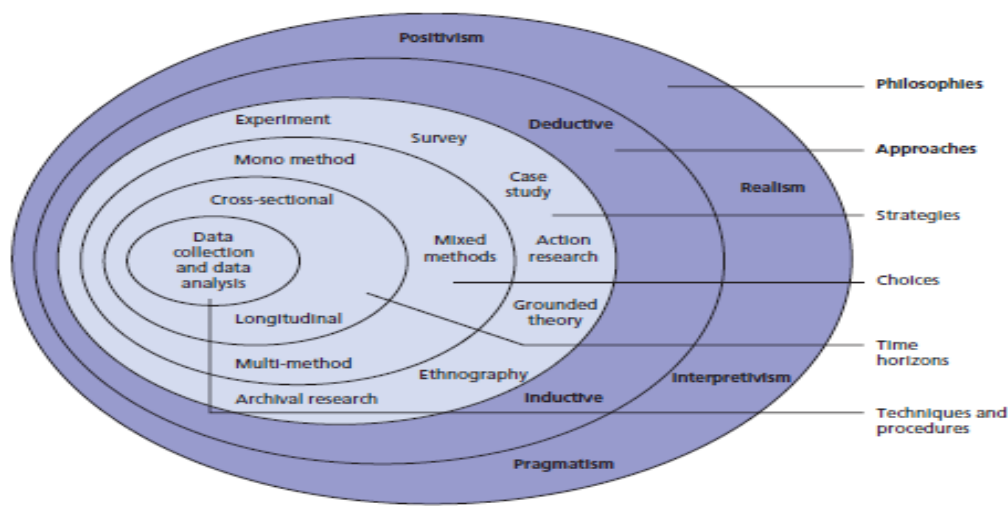 Positivism
Philosophies
Experiment
Deductive
Survey
Approaches
Mono method
Case
study
Realism
Cross-sectional
Strategies
Data
collection
and data
analysis
Mixed
methods
Action
research
Choices
Longitudinal
Grounded
theory
Time
horizons
Multi-method
Ethnography
Interpretivism
Archival research
Inductive
Techniques and
procedures
Pragmatism